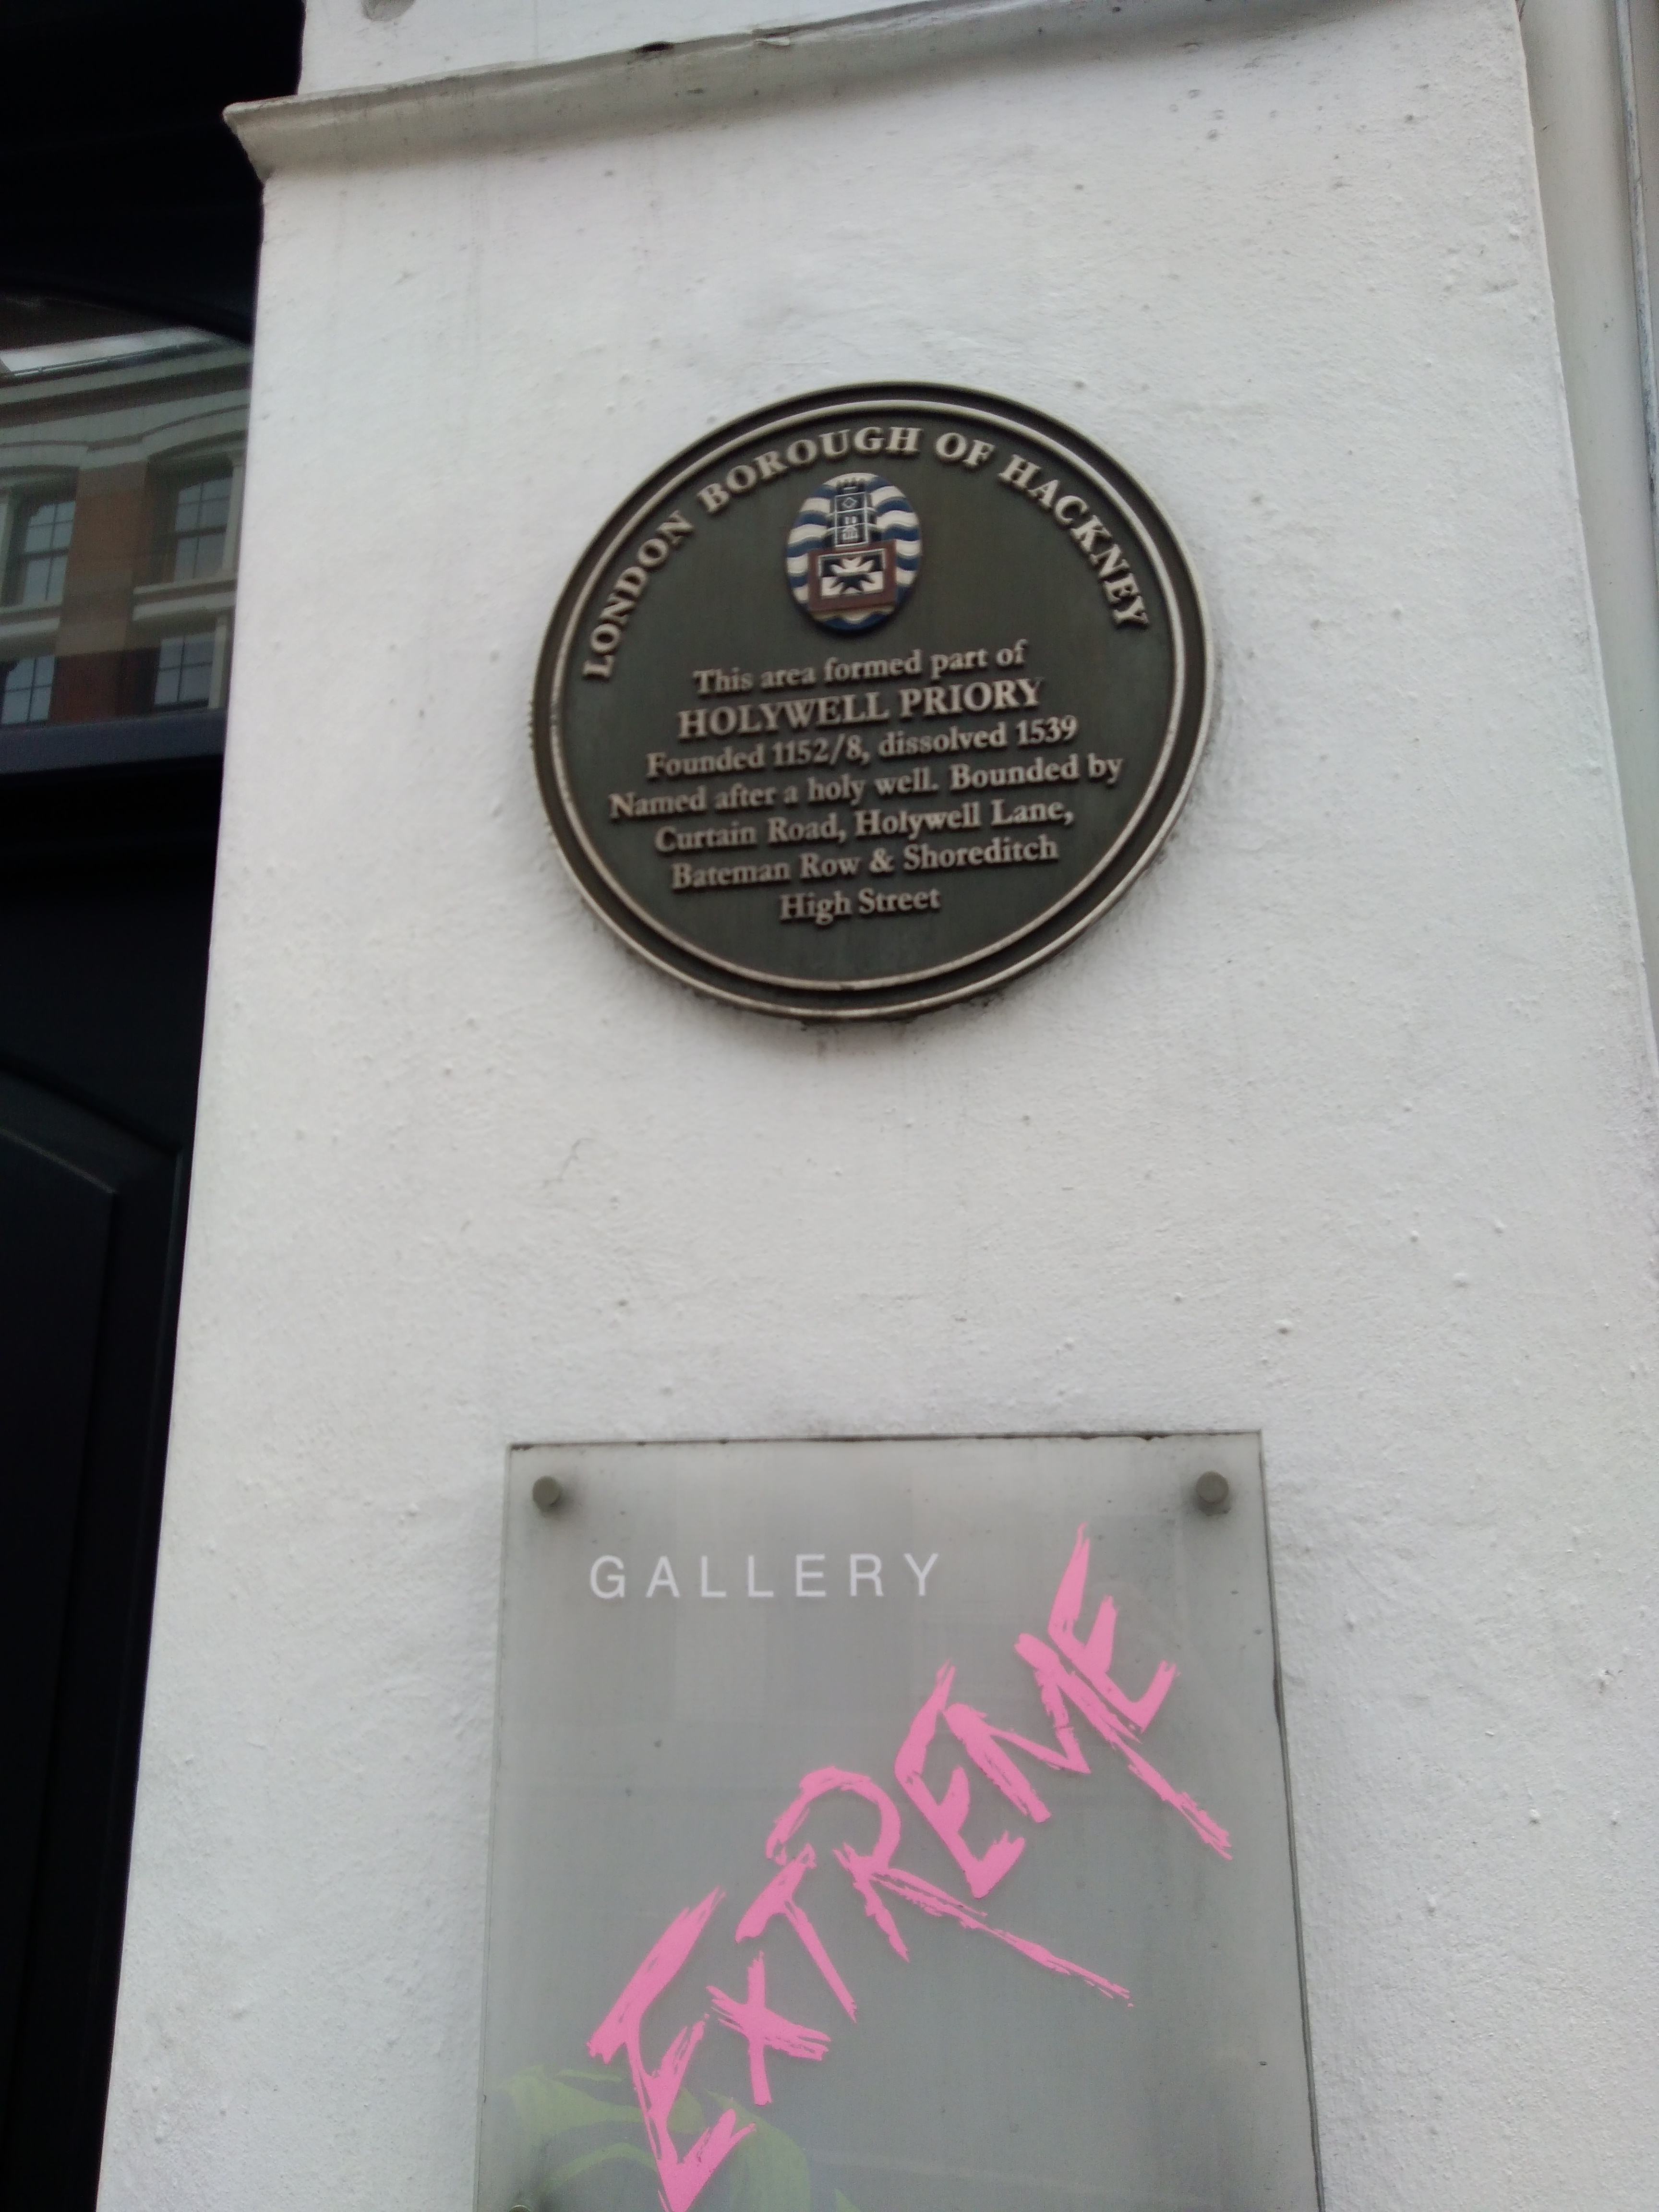 LONDON BOROUGH OF HACKNEY
This area formed part of
HOLYWELL PRIORY
Founded 1152/8, dissolved 1539
Named after a holy well. Bounded by
Curtain Road, Holywell Lane,
Bateman Row & Shoreditch
High Street
GALLERY
EXTREME